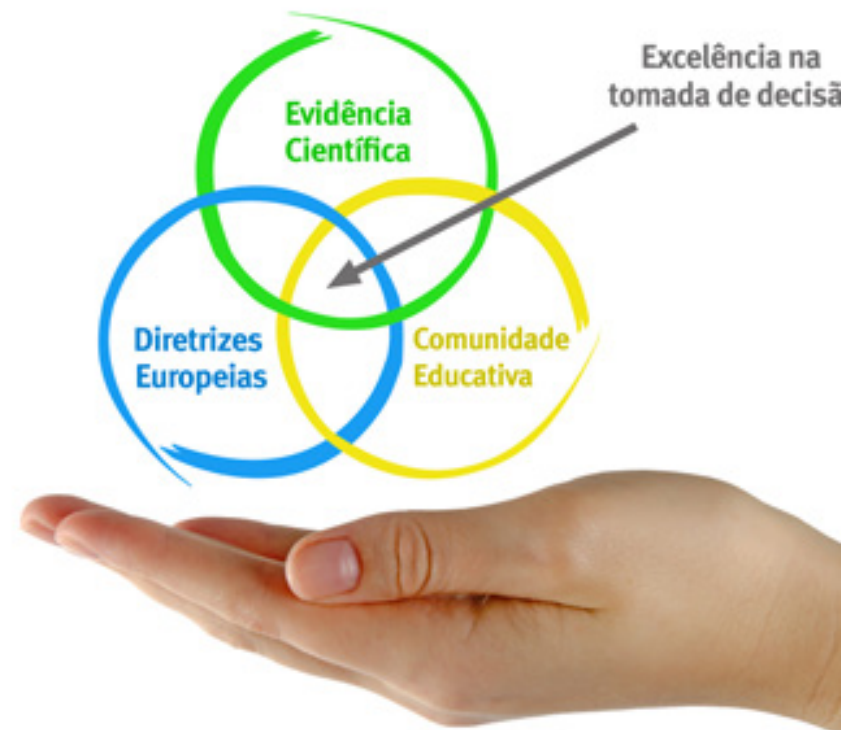 Excelência na
tomada de decisã
Evidência
Científica
Diretrizes
Europeias
Comunidade
Educativa